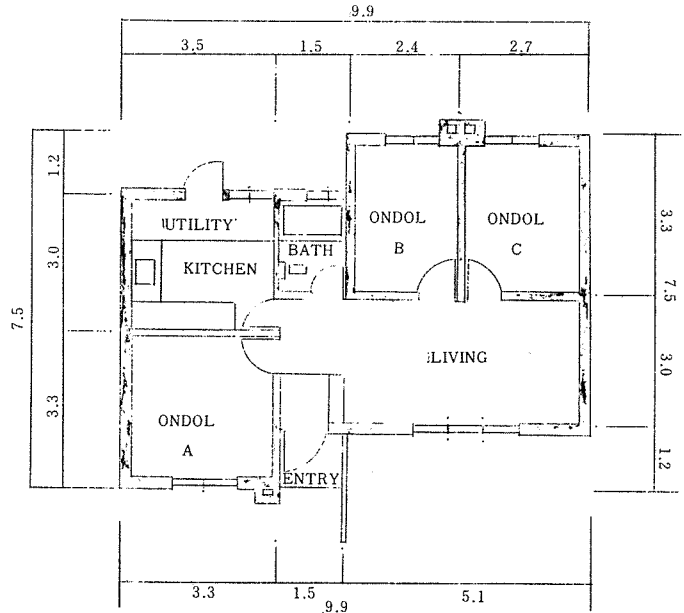 9.9
3.5
1.5
2.4
2.7
1.2
3.0
3.3
7.5
UTILITY
KITCHEN
BATH
ONDOL
B
ONDOL
C
3.3
7.5
3.0
1.2
LIVING
ONDOL
A
ENTRY
3.3
1.5
5.1
9.9